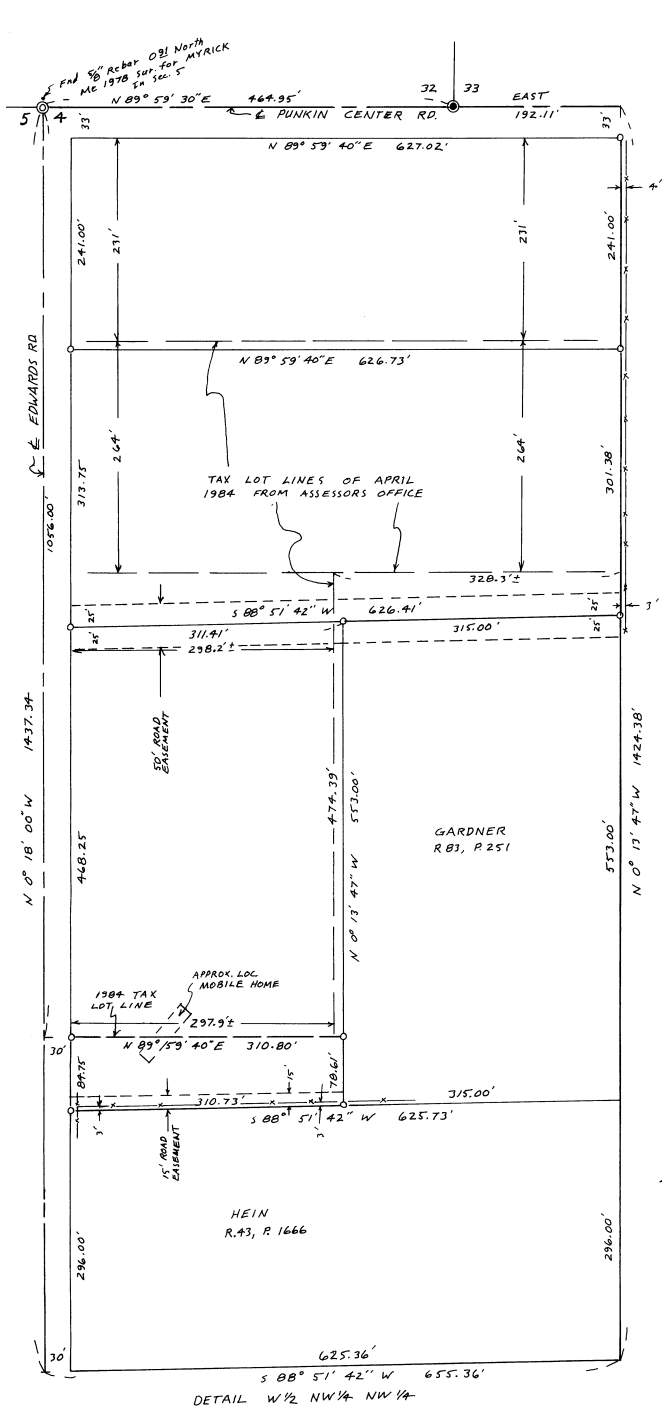 Fnd 5/8" Rebar 0.91 North
Me 1978 sur. for MYRICK
In sec. 5
N 89° 59' 30" E 464.95'
32 33
EAST
192.11'
℄ PUNKIN CENTER RD.
5 4
33'
33'
N 89° 59' 40" E 627.02'
4'
241.00'
231'
231'
241.00'
℄ EDWARDS RD
N 89° 59' 40" E 626.73'
313.75
264'
264'
301.38'
TAX LOT LINES OF APRIL
1984 FROM ASSESSORS OFFICE
1056.00'
328.3'±
25'
S 88° 51' 42" W 626.41'
25'
3'
25'
311.41'
315.00'
25'
298.2'±
50' ROAD
EASEMENT
N 0° 18' 00" W 1437.34
468.25
474.39'
N 0° 13' 47" W 553.00'
GARDNER
R 83, P. 251
553.00'
N 0° 13' 47" W 1424.38'
APPROX. LOC
MOBILE HOME
1984 TAX
LOT LINE
297.9'±
30'
N 89°/59' 40" E 310.80'
84.75
15'
78.61'
310.73'
315.00'
3'
S 88° 51' 42" W 625.73'
3'
15' ROAD
EASEMENT
HEIN
R.43, P. 1666
296.00'
296.00'
30'
625.36'
S 88° 51' 42" W 655.36'
DETAIL W 1/2 NW 1/4 NW 1/4